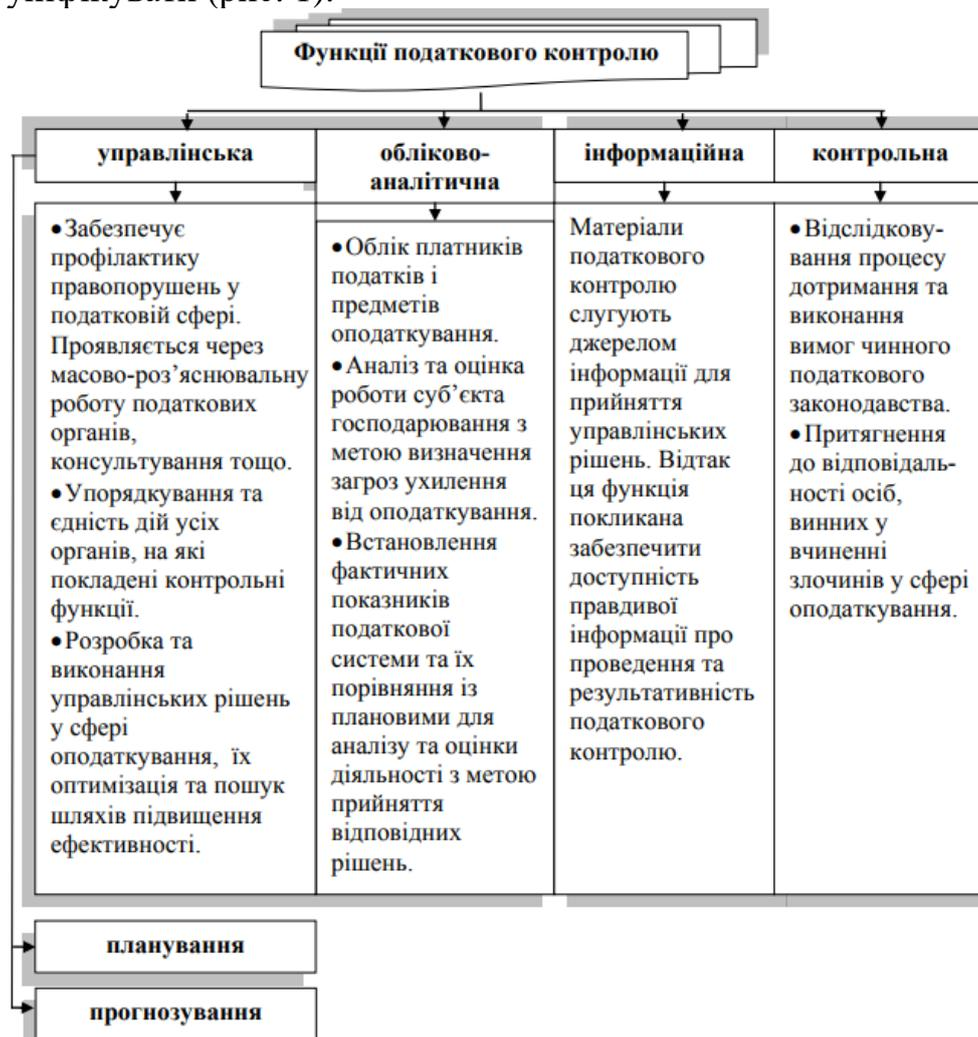 уніфікувати (рис. 1).
Функції податкового контролю
управлінська
обліково-
аналітична
інформаційна
контрольна
•Забезпечує
профілактику
правопорушень у
податковій сфері.
Проявляється через
масово-роз’яснювальну
роботу податкових
органів,
консультування тощо.
•Упорядкування та
єдність дій усіх
органів, на які
покладені контрольні
функції.
•Розробка та
виконання
управлінських рішень
у сфері
оподаткування, їх
оптимізація та пошук
шляхів підвищення
ефективності.
•Облік платників
податків і
предметів
оподаткування.
•Аналіз та оцінка
роботи суб’єкта
господарювання з
метою визначення
загроз ухилення
від оподаткування.
•Встановлення
фактичних
показників
податкової
системи та їх
порівняння із
плановими для
аналізу та оцінки
діяльності з метою
прийняття
відповідних
рішень.
Матеріали
податкового
контролю
слугують
джерелом
інформації для
прийняття
управлінських
рішень. Відтак
ця функція
покликана
забезпечити
доступність
правдивої
інформації про
проведення та
результативність
податкового
контролю.
•Відслідкову-
вання процесу
дотримання та
виконання
вимог чинного
податкового
законодавства.
•Притягнення
до відповідаль-
ності осіб,
винних у
вчиненні
злочинів у сфері
оподаткування.
планування
прогнозування